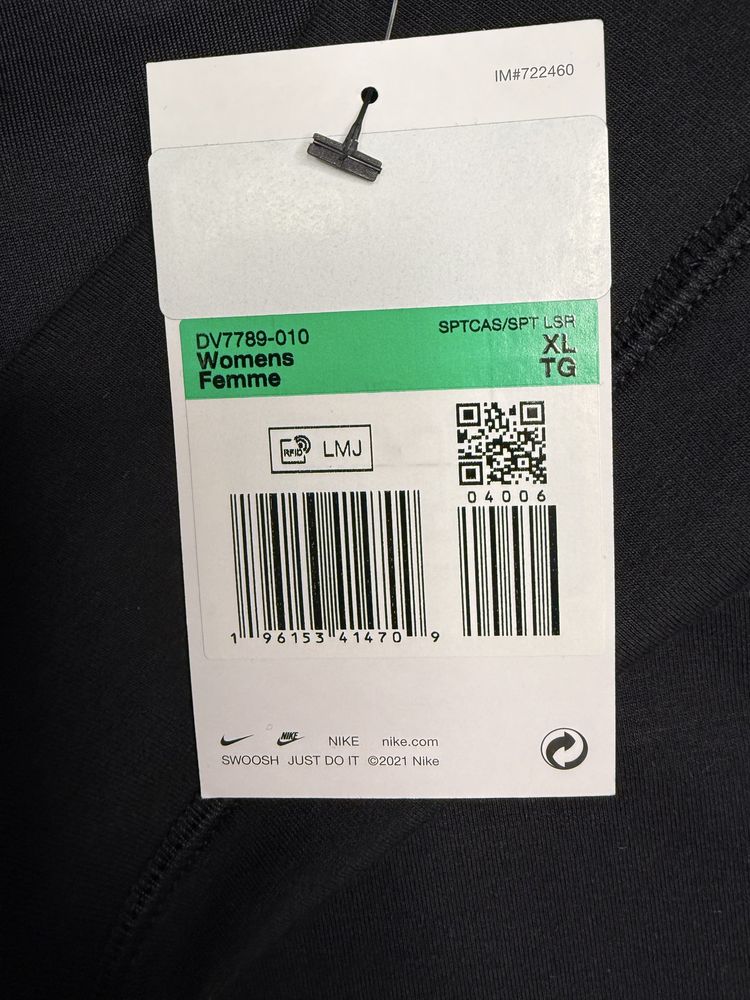 IM#722460
DV7789-010 SPTCAS/SPT LSR
Womens XL
Femme TG
RFID LMJ
04006
1 96153 41470 9
NIKE NIKE nike.com
SWOOSH JUST DO IT ©2021 Nike